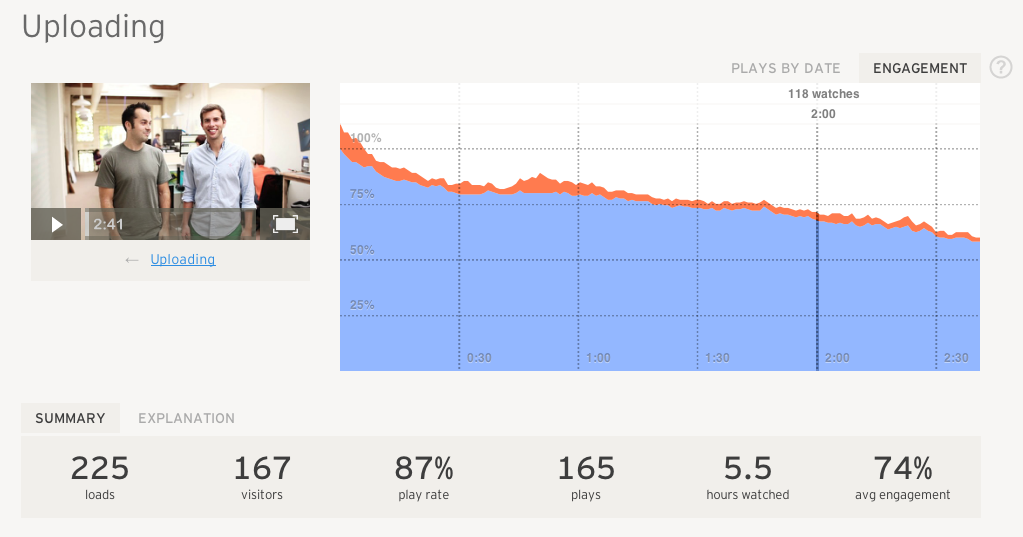 Uploading
PLAYS BY DATE ENGAGEMENT ?
118 watches
2:00
100%
75%
50%
25%
0:30 1:00 1:30 2:00 2:30
2:41
← Uploading
SUMMARY EXPLANATION
225 167 87% 165 5.5 74%
loads visitors play rate plays hours watched avg engagement